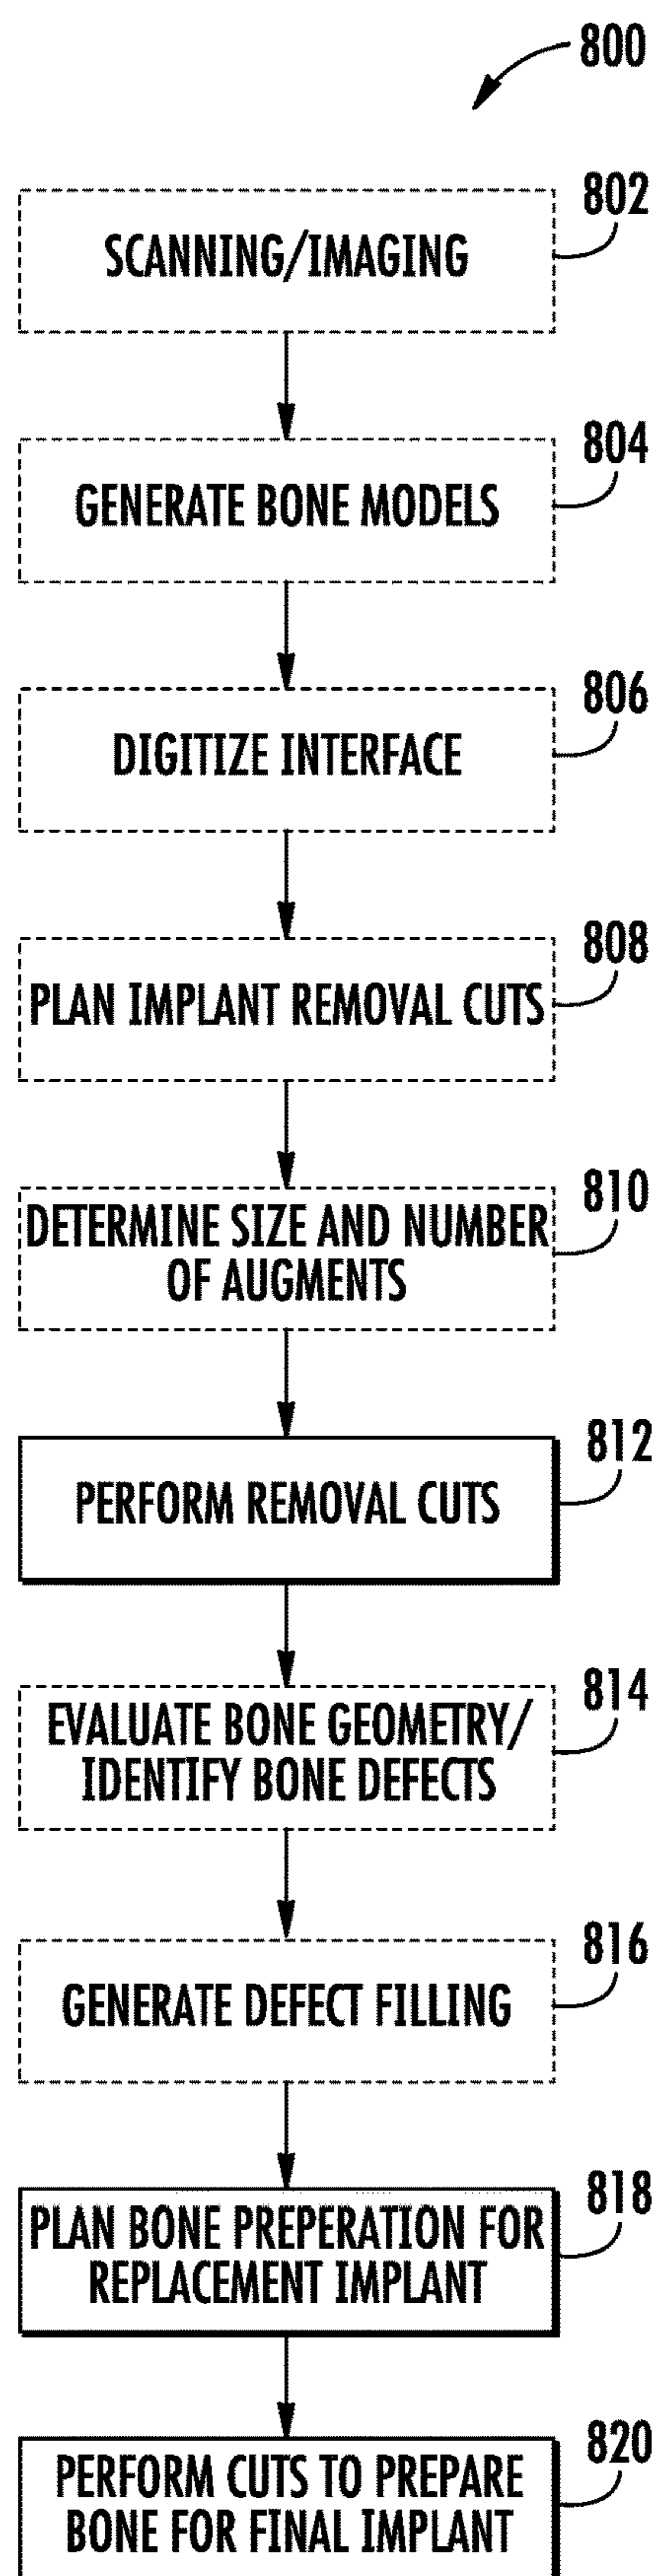 800
802
SCANNING/IMAGING
804
GENERATE BONE MODELS
806
DIGITIZE INTERFACE
808
PLAN IMPLANT REMOVAL CUTS
810
DETERMINE SIZE AND NUMBER
OF AUGMENTS
812
PERFORM REMOVAL CUTS
814
EVALUATE BONE GEOMETRY/
IDENTIFY BONE DEFECTS
816
GENERATE DEFECT FILLING
818
PLAN BONE PREPERATION FOR
REPLACEMENT IMPLANT
820
PERFORM CUTS TO PREPARE
BONE FOR FINAL IMPLANT